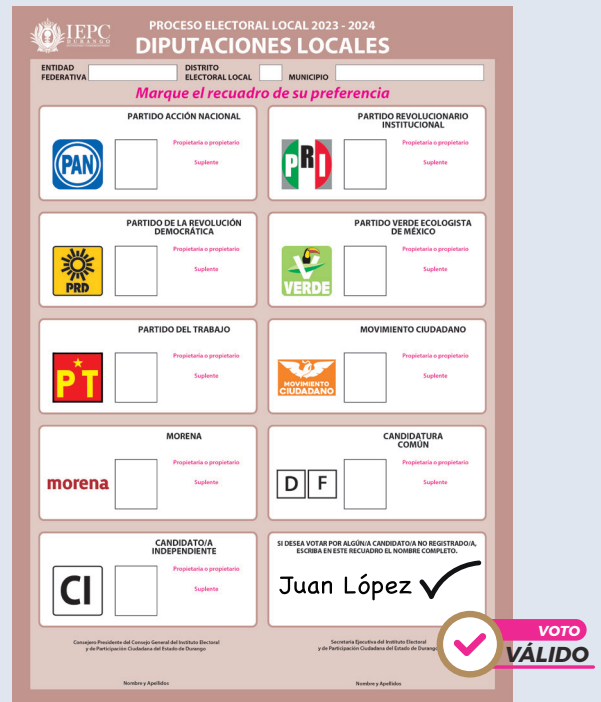 IEPC
DURANGO
PROCESO ELECTORAL LOCAL 2023 - 2024
DIPUTACIONES LOCALES
ENTIDAD
FEDERATIVA
DISTRITO
ELECTORAL LOCAL
MUNICIPIO
Marque el recuadro de su preferencia
PARTIDO ACCIÓN NACIONAL
PAN
Propietaria o propietario
Suplente
PARTIDO REVOLUCIONARIO
INSTITUCIONAL
PRI
Propietaria o propietario
Suplente
PARTIDO DE LA REVOLUCIÓN
DEMOCRÁTICA
PRD
Propietaria o propietario
Suplente
PARTIDO VERDE ECOLOGISTA
DE MÉXICO
VERDE
Propietaria o propietario
Suplente
PARTIDO DEL TRABAJO
PT
Propietaria o propietario
Suplente
MOVIMIENTO CIUDADANO
MOVIMIENTO
CIUDADANO
Propietaria o propietario
Suplente
MORENA
morena
Propietaria o propietario
Suplente
CANDIDATURA
COMÚN
D F
Propietaria o propietario
Suplente
CANDIDATO/A
INDEPENDIENTE
CI
Propietaria o propietario
Suplente
SI DESEA VOTAR POR ALGÚN/A CANDIDATO/A NO REGISTRADO/A,
ESCRIBA EN ESTE RECUADRO EL NOMBRE COMPLETO.
Juan López
Consejero Presidente del Consejo General del Instituto Electoral
y de Participación Ciudadana del Estado de Durango
Nombre y Apellidos
Secretaria Ejecutiva del Instituto Electoral
y de Participación Ciudadana del Estado de Durango
Nombre y Apellidos
VOTO
VÁLIDO